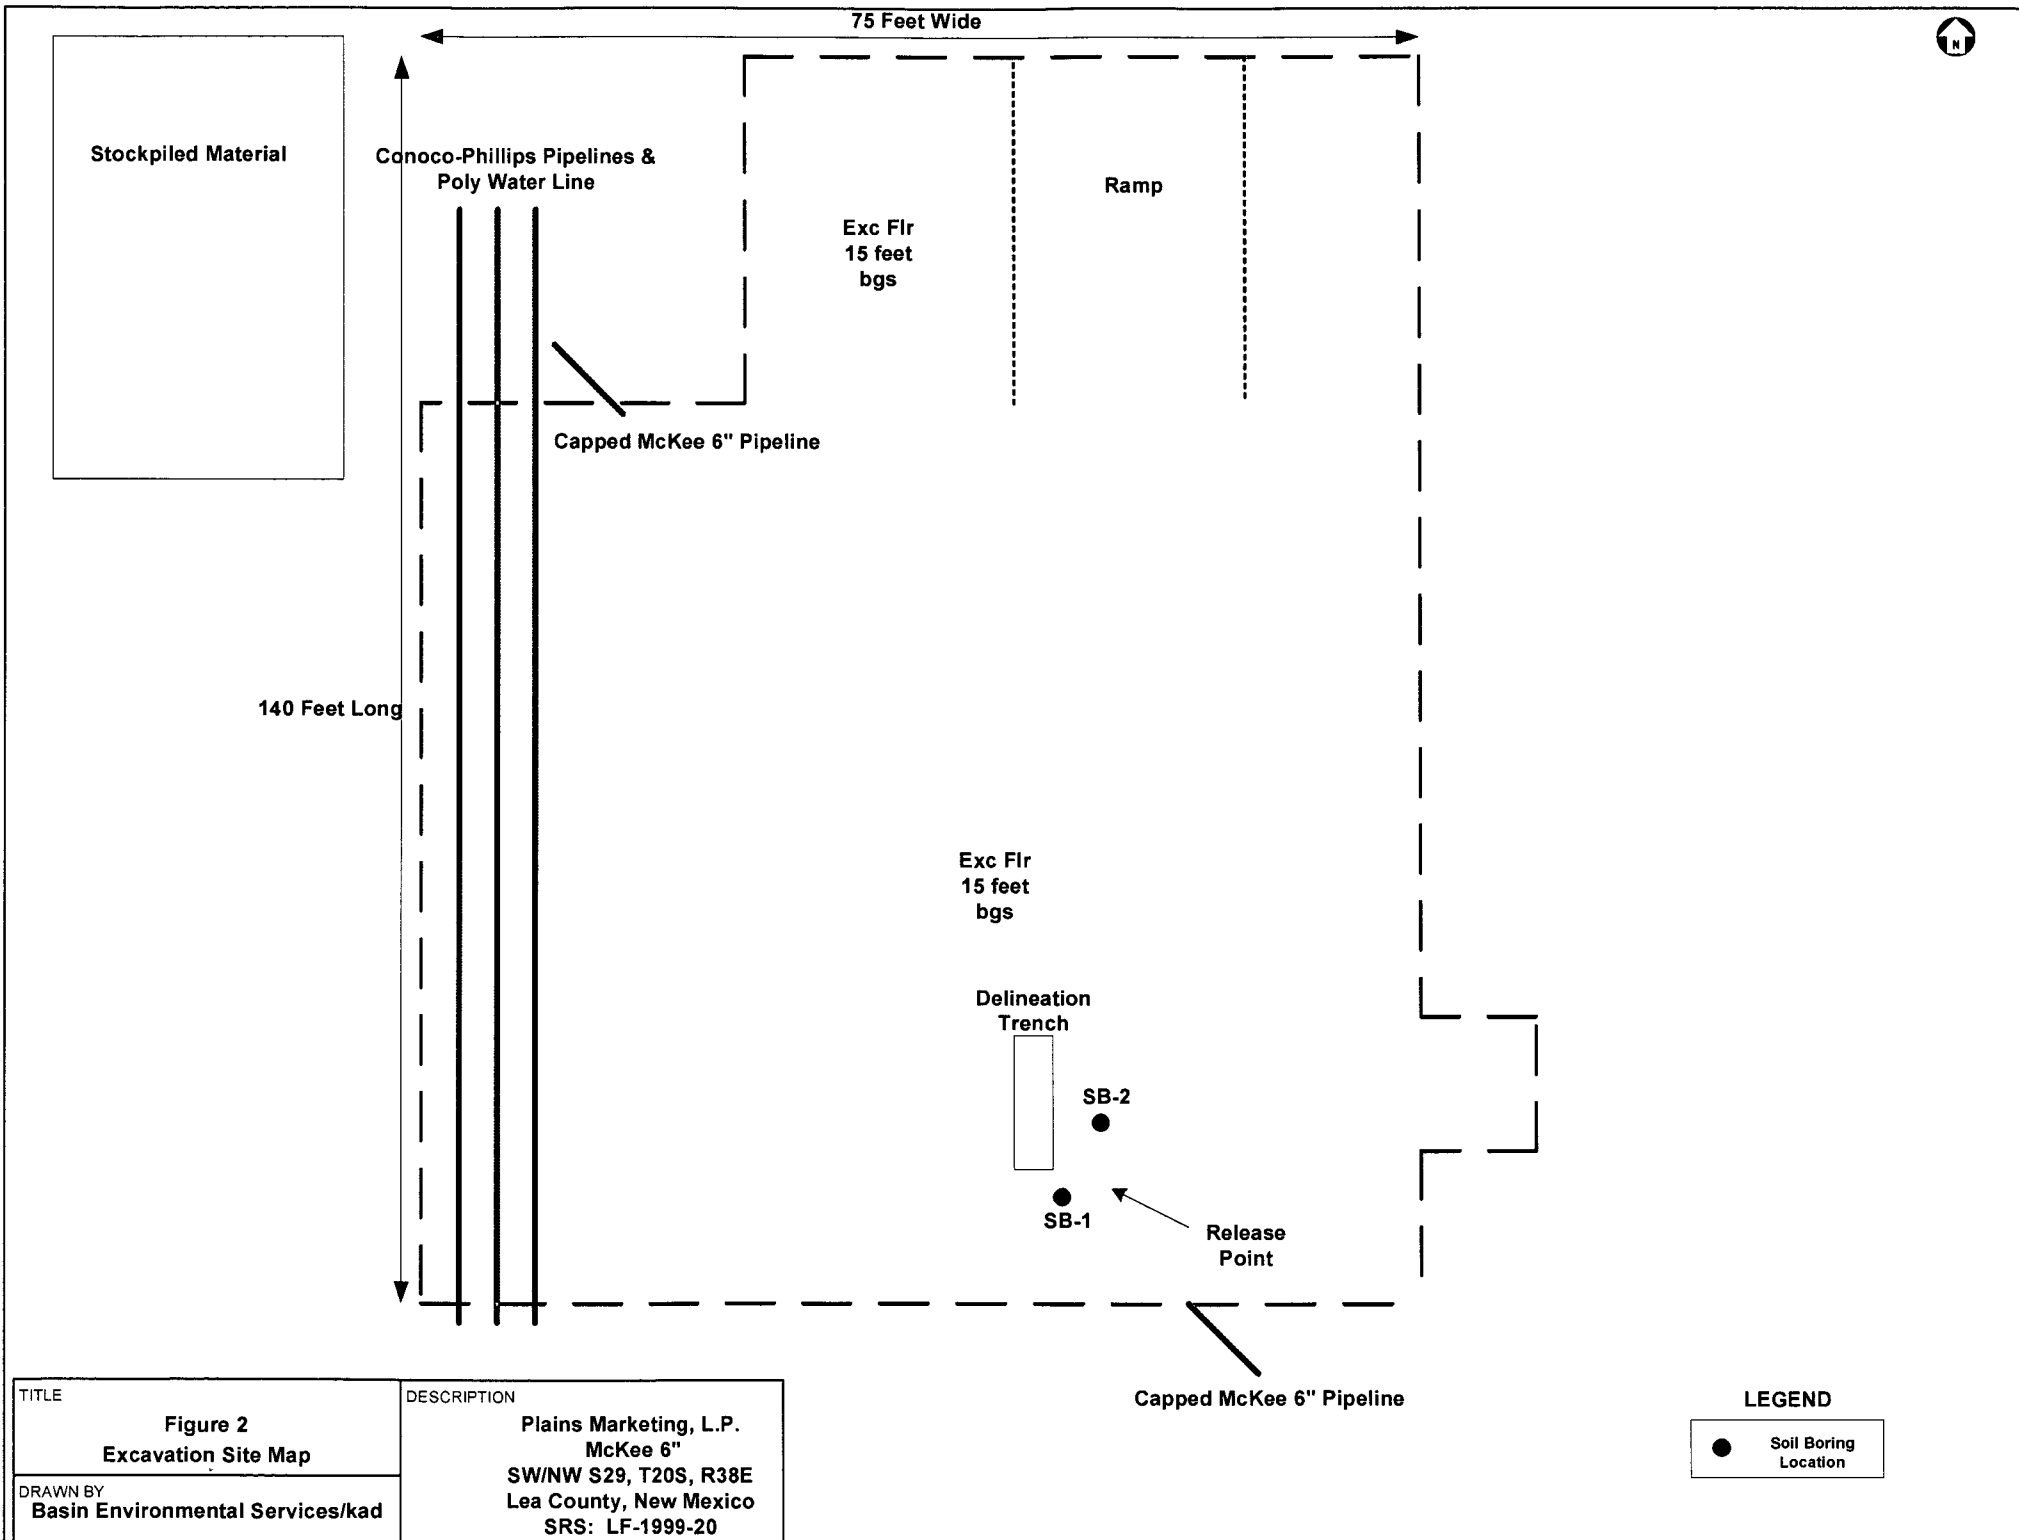 75 Feet Wide
N
Stockpiled Material
Conoco-Phillips Pipelines &
Poly Water Line
Ramp
Exc Flr
15 feet
bgs
Capped McKee 6" Pipeline
140 Feet Long
Exc Flr
15 feet
bgs
Delineation
Trench
SB-2
SB-1
Release
Point
Capped McKee 6" Pipeline
TITLE
Figure 2
Excavation Site Map
DRAWN BY
Basin Environmental Services/kad
DESCRIPTION
Plains Marketing, L.P.
McKee 6"
SW/NW S29, T20S, R38E
Lea County, New Mexico
SRS: LF-1999-20
LEGEND
Soil Boring
Location